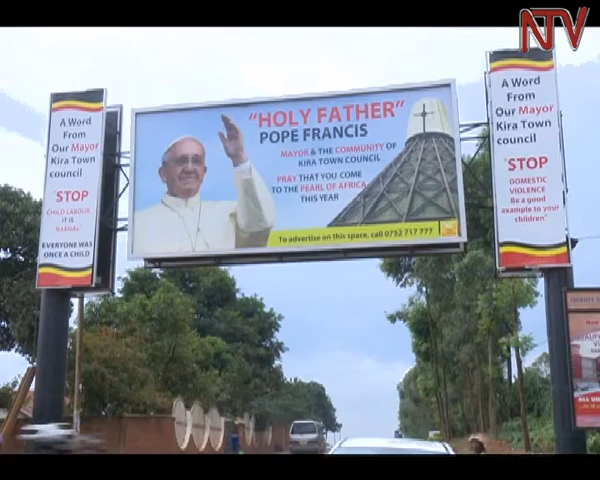 NTV
A Word
from
Our Mayor
Kira Town
council
"STOP
CHILD LABOUR
IT IS
ILLEGAL"
EVERYONE WAS
ONCE A CHILD
"HOLY FATHER"
POPE FRANCIS
MAYOR & THE COMMUNITY OF
KIRA TOWN COUNCIL
PRAY THAT YOU COME
TO THE PEARL OF AFRICA
THIS YEAR
To advertise on this space, call 0752 717 777
A Word
from
Our Mayor
Kira Town
council
"STOP
DOMESTIC
VIOLENCE
Be a good
example to your
children"